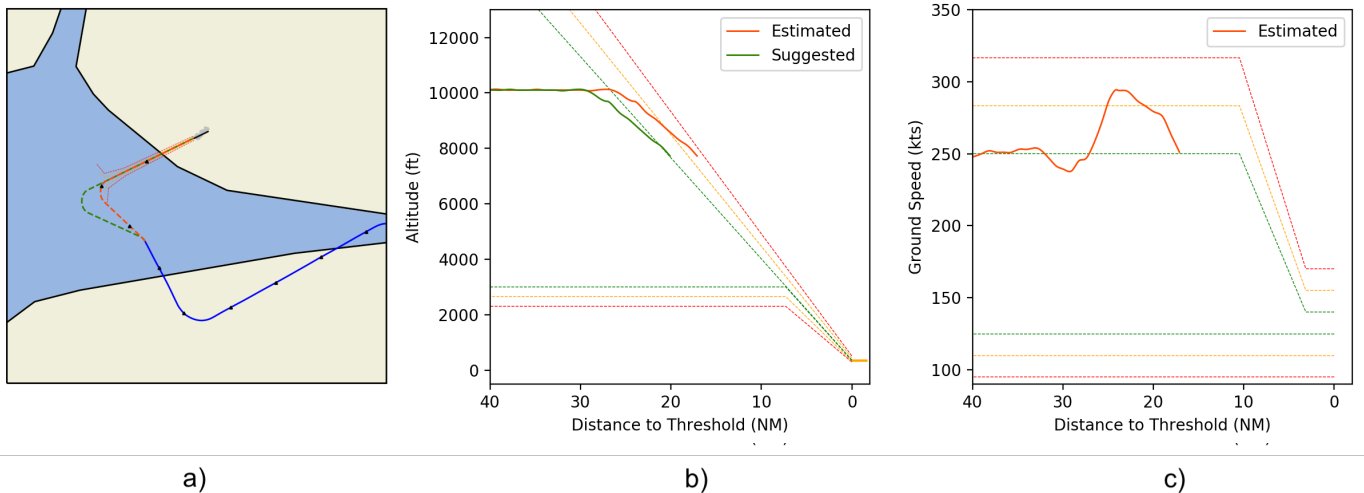 12000
10000
8000
6000
4000
2000
0
Altitude (ft)
Estimated
Suggested
40 30 20 10 0
Distance to Threshold (NM)
350
300
250
200
150
100
Ground Speed (kts)
Estimated
40 30 20 10 0
Distance to Threshold (NM)
a) b) c)